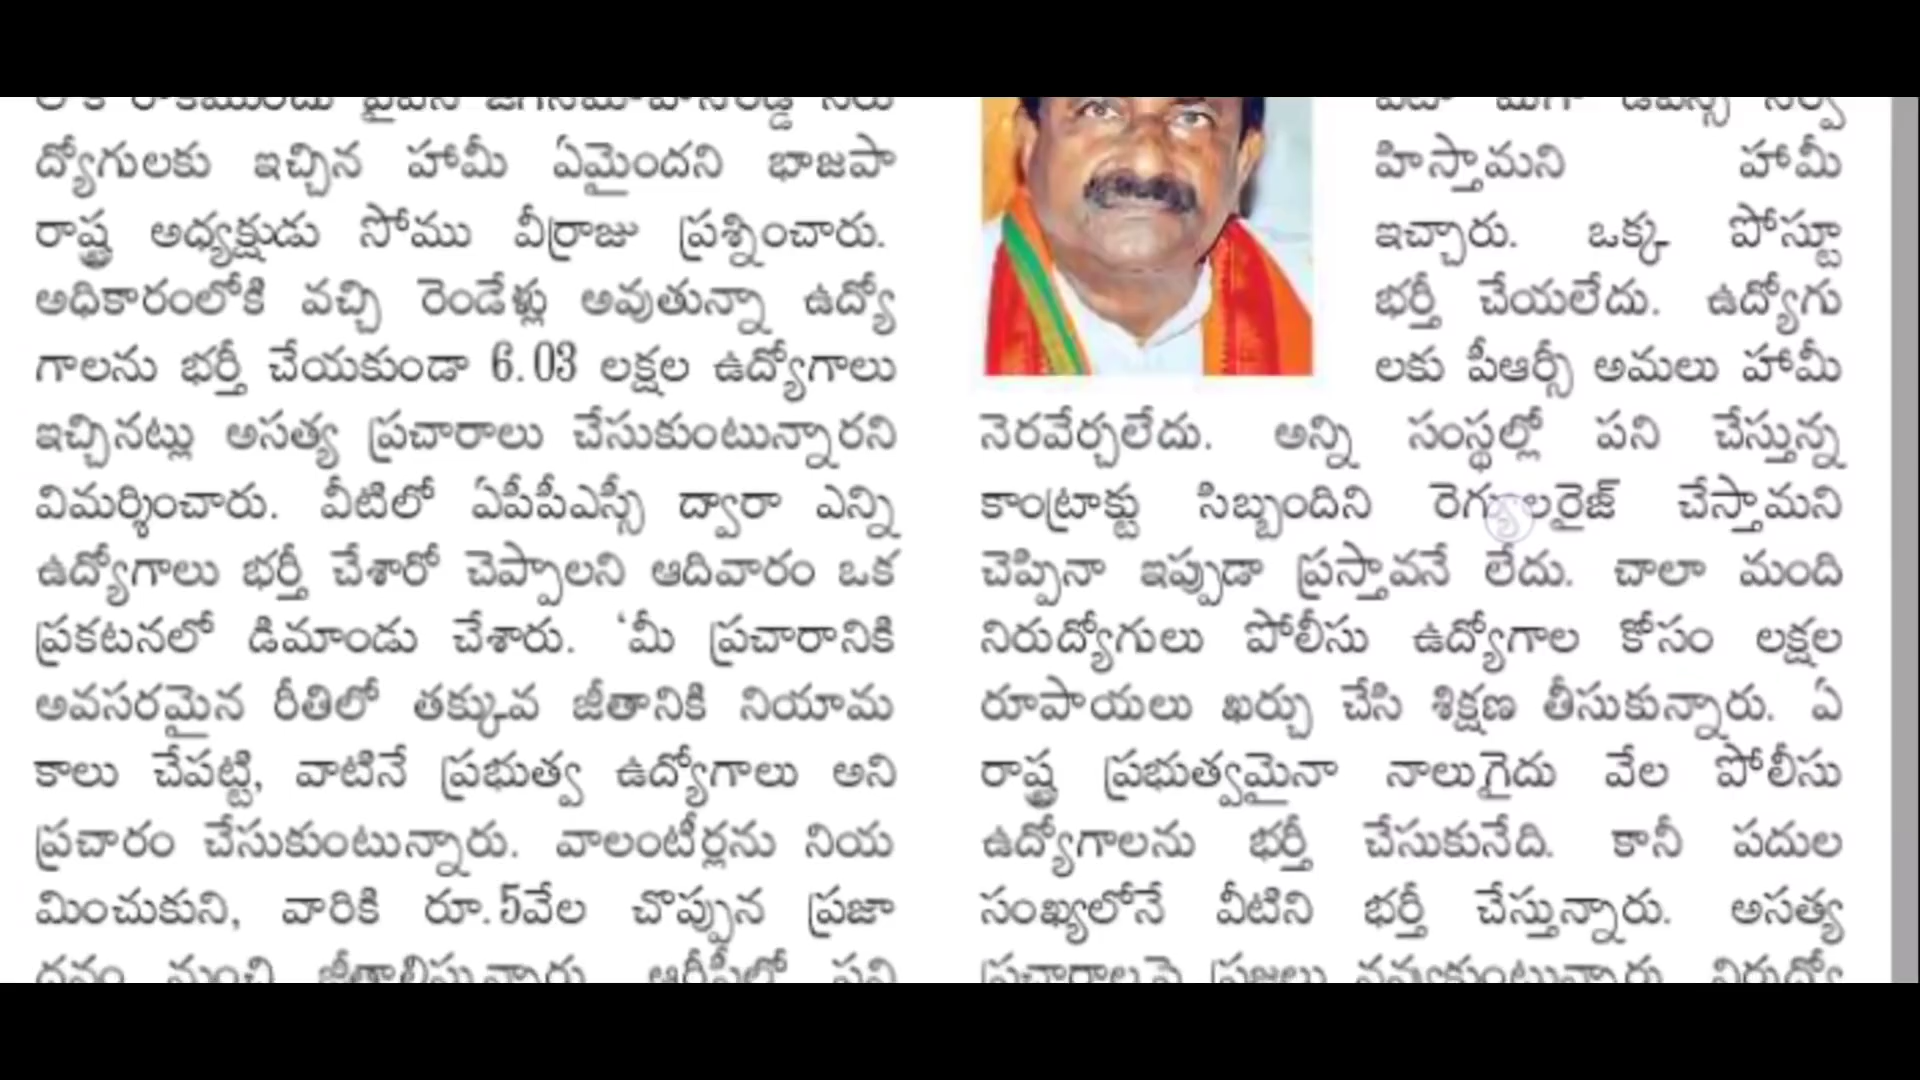 ద్యోగులకు ఇచ్చిన హామీ ఏమైందని భాజపా
రాష్ట్ర అధ్యక్షుడు సోము వీర్రాజు ప్రశ్నించారు.
అధికారంలోకి వచ్చి రెండేళ్లు అవుతున్నా ఉద్యో
గాలను భర్తీ చేయకుండా 6.03 లక్షల ఉద్యోగాలు
ఇచ్చినట్లు అసత్య ప్రచారాలు చేసుకుంటున్నారని
విమర్శించారు. వీటిలో ఏపీపీఎస్సీ ద్వారా ఎన్ని
ఉద్యోగాలు భర్తీ చేశారో చెప్పాలని ఆదివారం ఒక
ప్రకటనలో డిమాండు చేశారు. ‘మీ ప్రచారానికి
అవసరమైన రీతిలో తక్కువ జీతానికి నియామ
కాలు చేపట్టి, వాటినే ప్రభుత్వ ఉద్యోగాలు అని
ప్రచారం చేసుకుంటున్నారు. వాలంటీర్లను నియ
మించుకుని, వారికి రూ.5వేల చొప్పున ప్రజా
హిస్తామని హామీ
ఇచ్చారు. ఒక్క పోస్టూ
భర్తీ చేయలేదు. ఉద్యోగు
లకు పీఆర్సీ అమలు హామీ
నెరవేర్చలేదు. అన్ని సంస్థల్లో పని చేస్తున్న
కాంట్రాక్టు సిబ్బందిని రెగ్యులరైజ్ చేస్తామని
చెప్పినా ఇప్పుడా ప్రస్తావనే లేదు. చాలా మంది
నిరుద్యోగులు పోలీసు ఉద్యోగాల కోసం లక్షల
రూపాయలు ఖర్చు చేసి శిక్షణ తీసుకున్నారు. ఏ
రాష్ట్ర ప్రభుత్వమైనా నాలుగైదు వేల పోలీసు
ఉద్యోగాలను భర్తీ చేసుకునేది. కానీ పదుల
సంఖ్యలోనే వీటిని భర్తీ చేస్తున్నారు. అసత్య